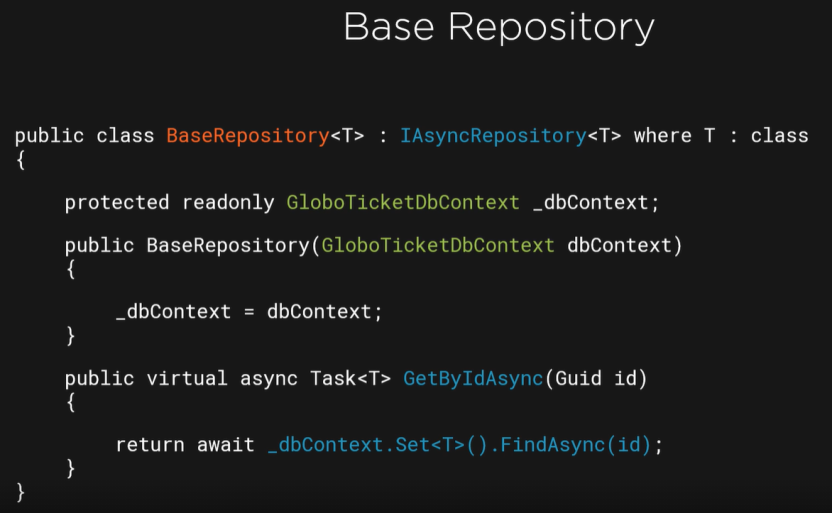 Base Repository
public class BaseRepository<T> : IAsyncRepository<T> where T : class
{
protected readonly GloboTicketDbContext _dbContext;
public BaseRepository(GloboTicketDbContext dbContext)
{
_dbContext = dbContext;
}
public virtual async Task<T> GetByIdAsync(Guid id)
{
return await _dbContext.Set<T>().FindAsync(id);
}
}